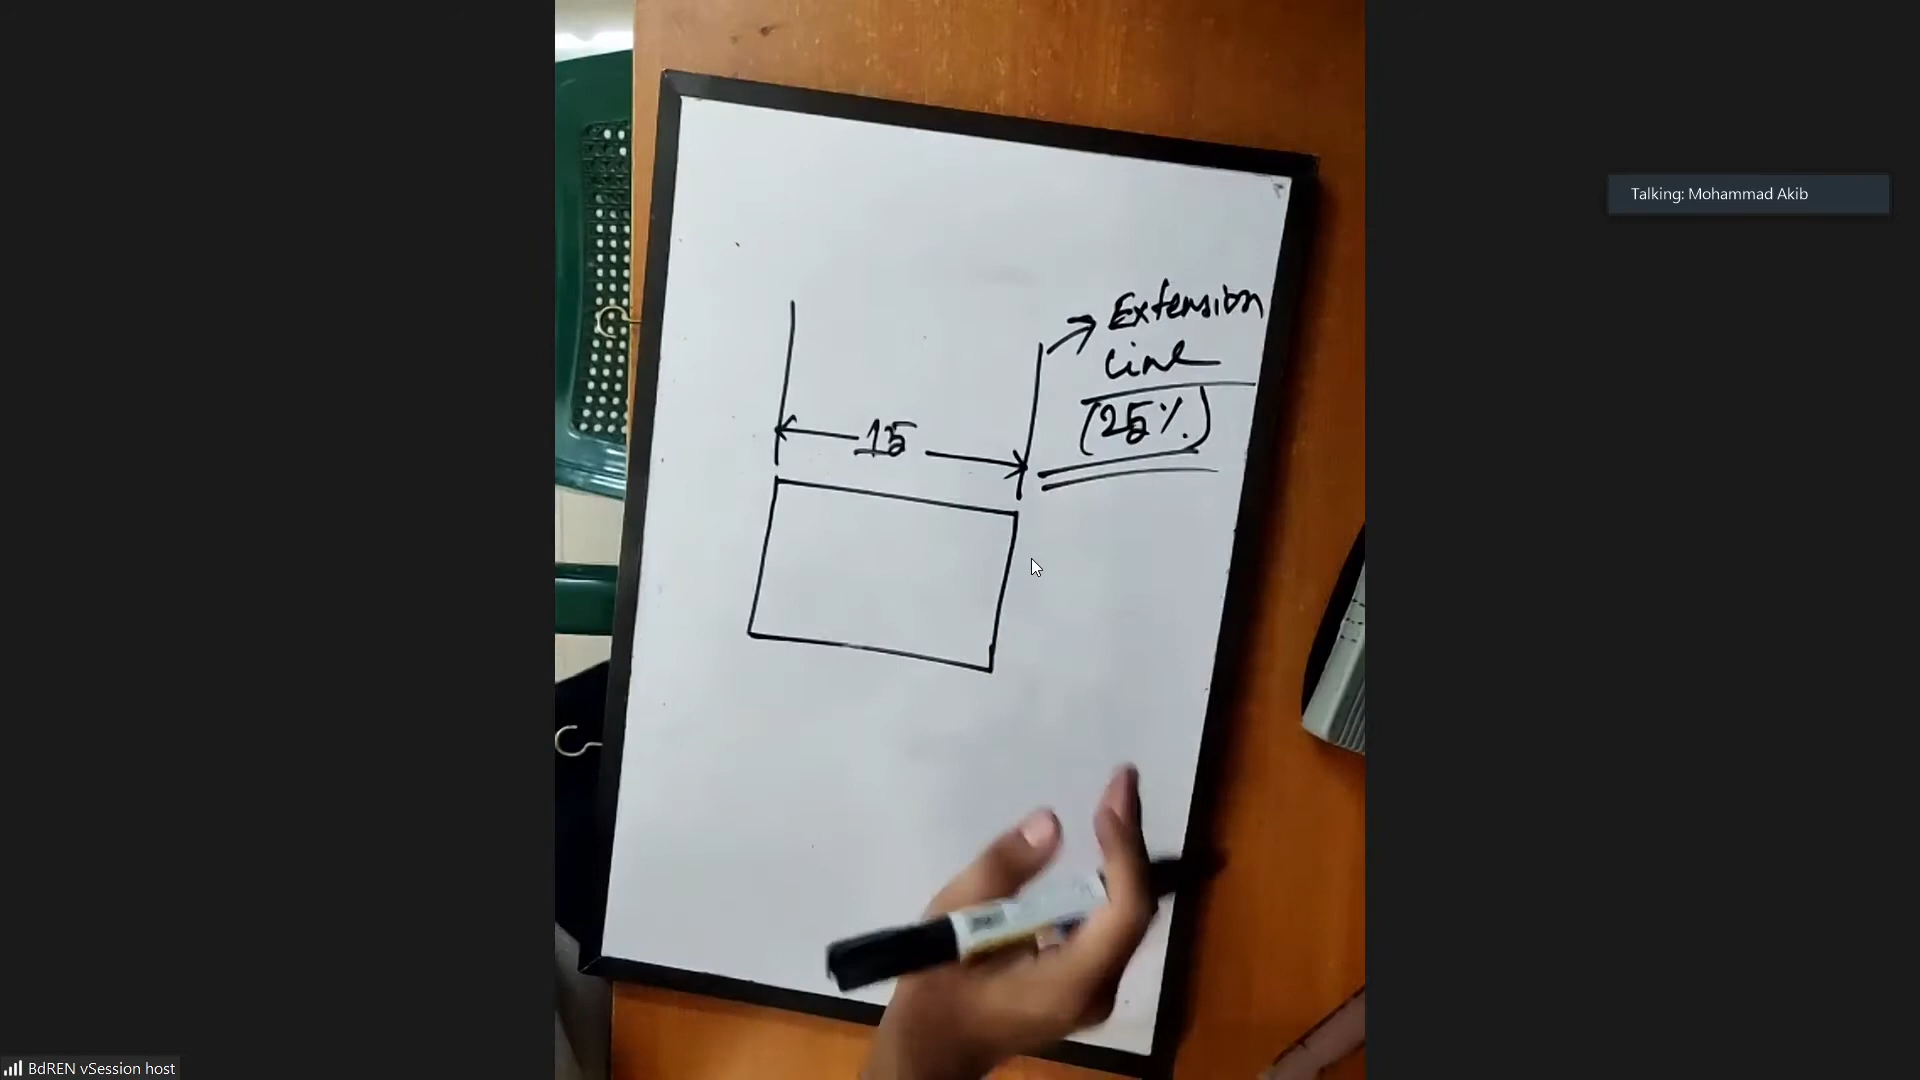 Talking: Mohammad Akib
Extension
Line
(25%)
15
BdREN vSession host